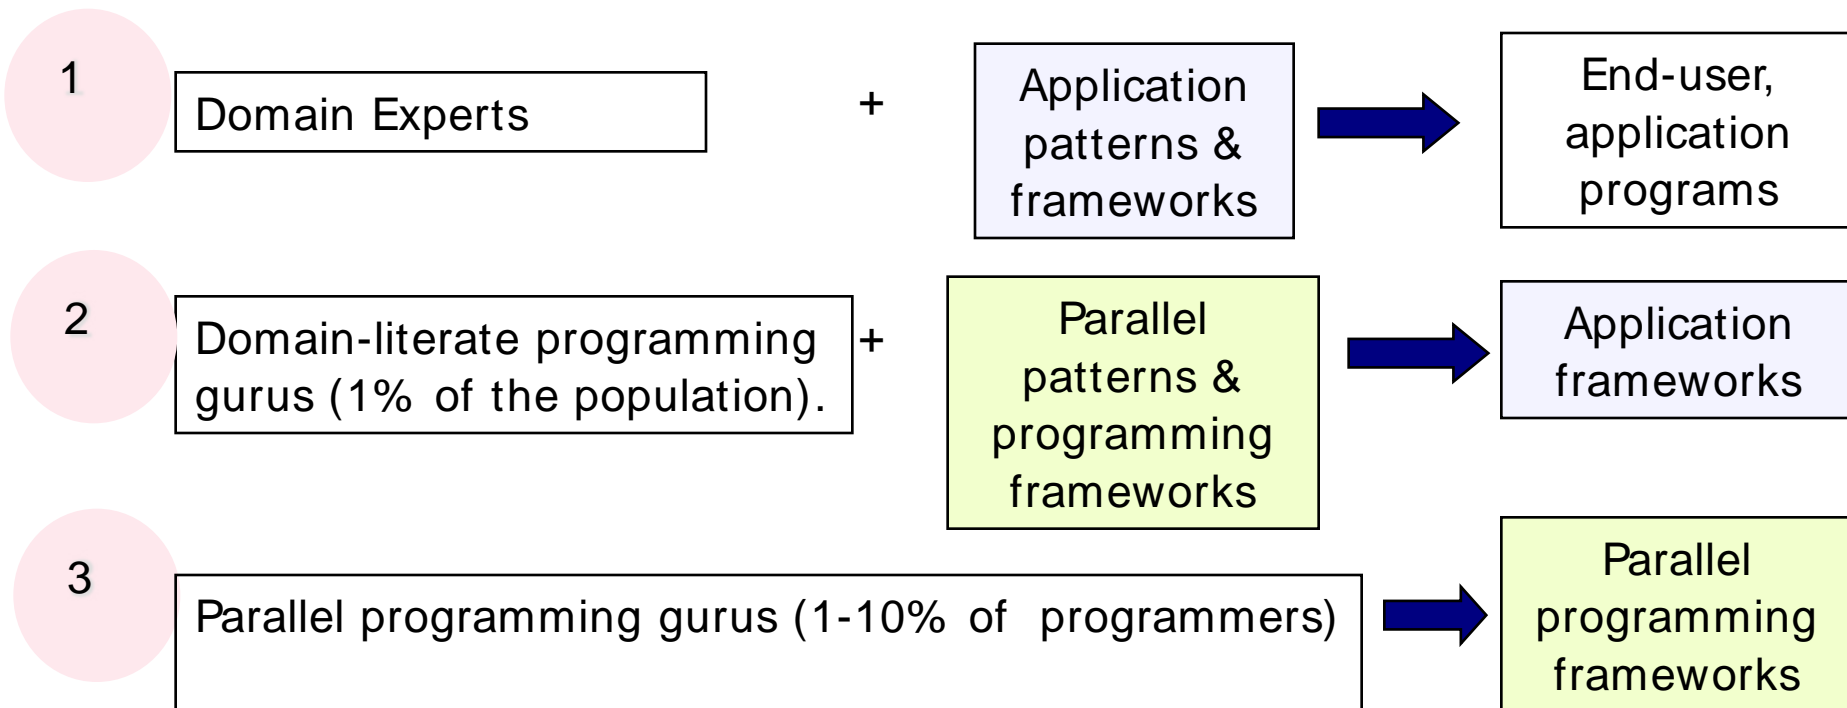 1
Domain Experts
+
Application
patterns &
frameworks
End-user,
application
programs
2
Domain-literate programming
gurus (1% of the population).
+
Parallel
patterns &
programming
frameworks
Application
frameworks
3
Parallel programming gurus (1-10% of programmers)
Parallel
programming
frameworks